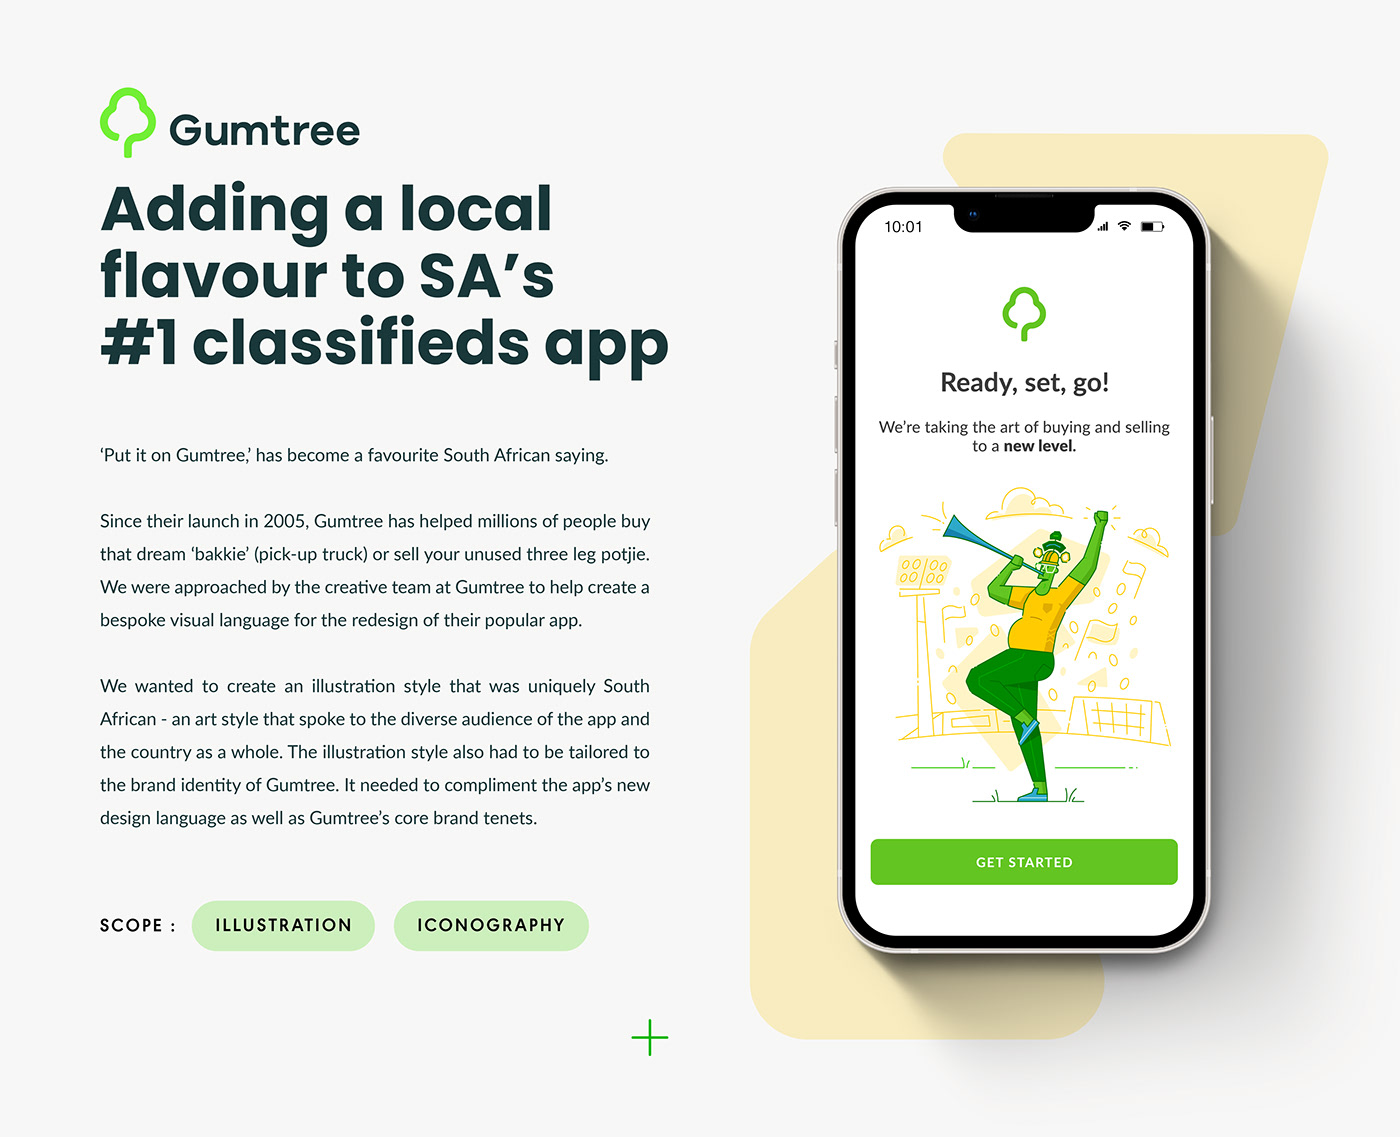 Gumtree
Adding a local
flavour to SA’s
#1 classifieds app
‘Put it on Gumtree,’ has become a favourite South African saying.
Since their launch in 2005, Gumtree has helped millions of people buy
that dream ‘bakkie’ (pick-up truck) or sell your unused three leg potjie.
We were approached by the creative team at Gumtree to help create a
bespoke visual language for the redesign of their popular app.
We wanted to create an illustration style that was uniquely South
African - an art style that spoke to the diverse audience of the app and
the country as a whole. The illustration style also had to be tailored to
the brand identity of Gumtree. It needed to compliment the app’s new
design language as well as Gumtree’s core brand tenets.
SCOPE : ILLUSTRATION ICONOGRAPHY
10:01
Ready, set, go!
We’re taking the art of buying and selling
to a new level.
GET STARTED